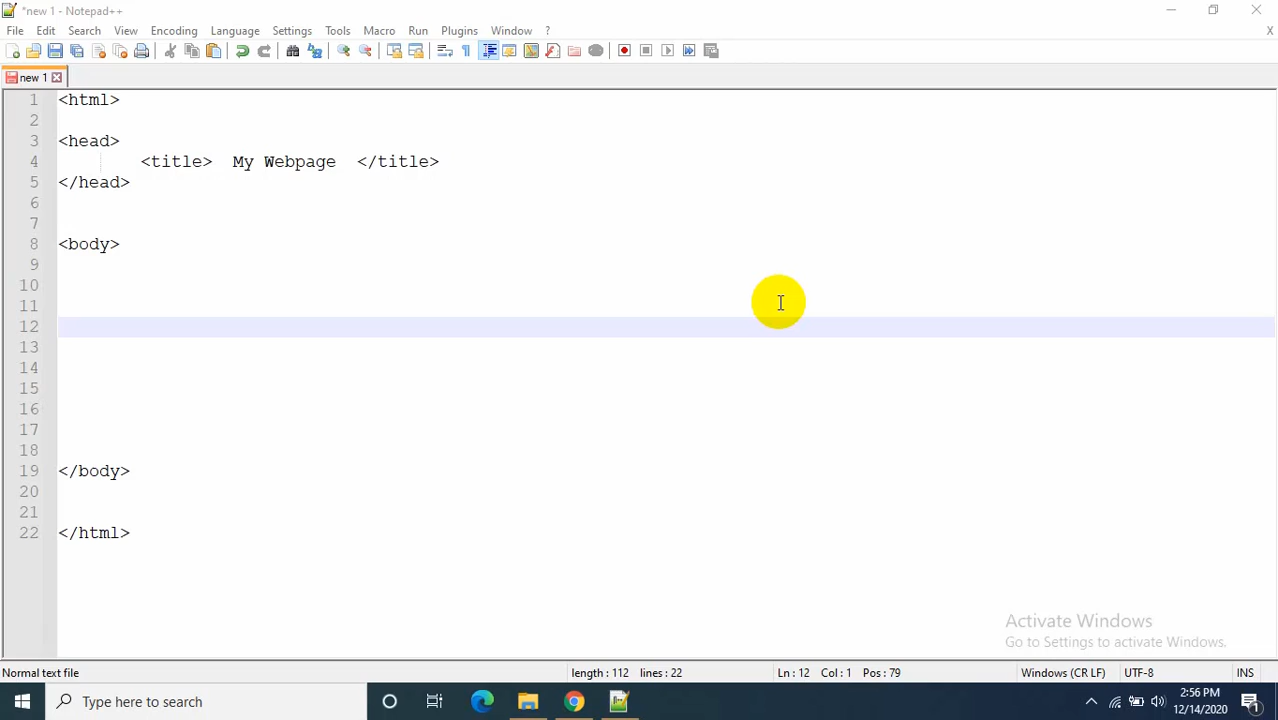 *new 1 - Notepad++
File Edit Search View Encoding Language Settings Tools Macro Run Plugins Window ? X
new 1
1 <html>
2
3 <head>
4 <title> My Webpage </title>
5 </head>
6
7
8 <body>
9
10
11
12
13
14
15
16
17
18
19 </body>
20
21
22 </html>
Activate Windows
Go to Settings to activate Windows.
Normal text file length : 112 lines : 22 Ln : 12 Col : 1 Pos : 79 Windows (CR LF) UTF-8 INS
Type here to search
2:56 PM
12/14/2020
1